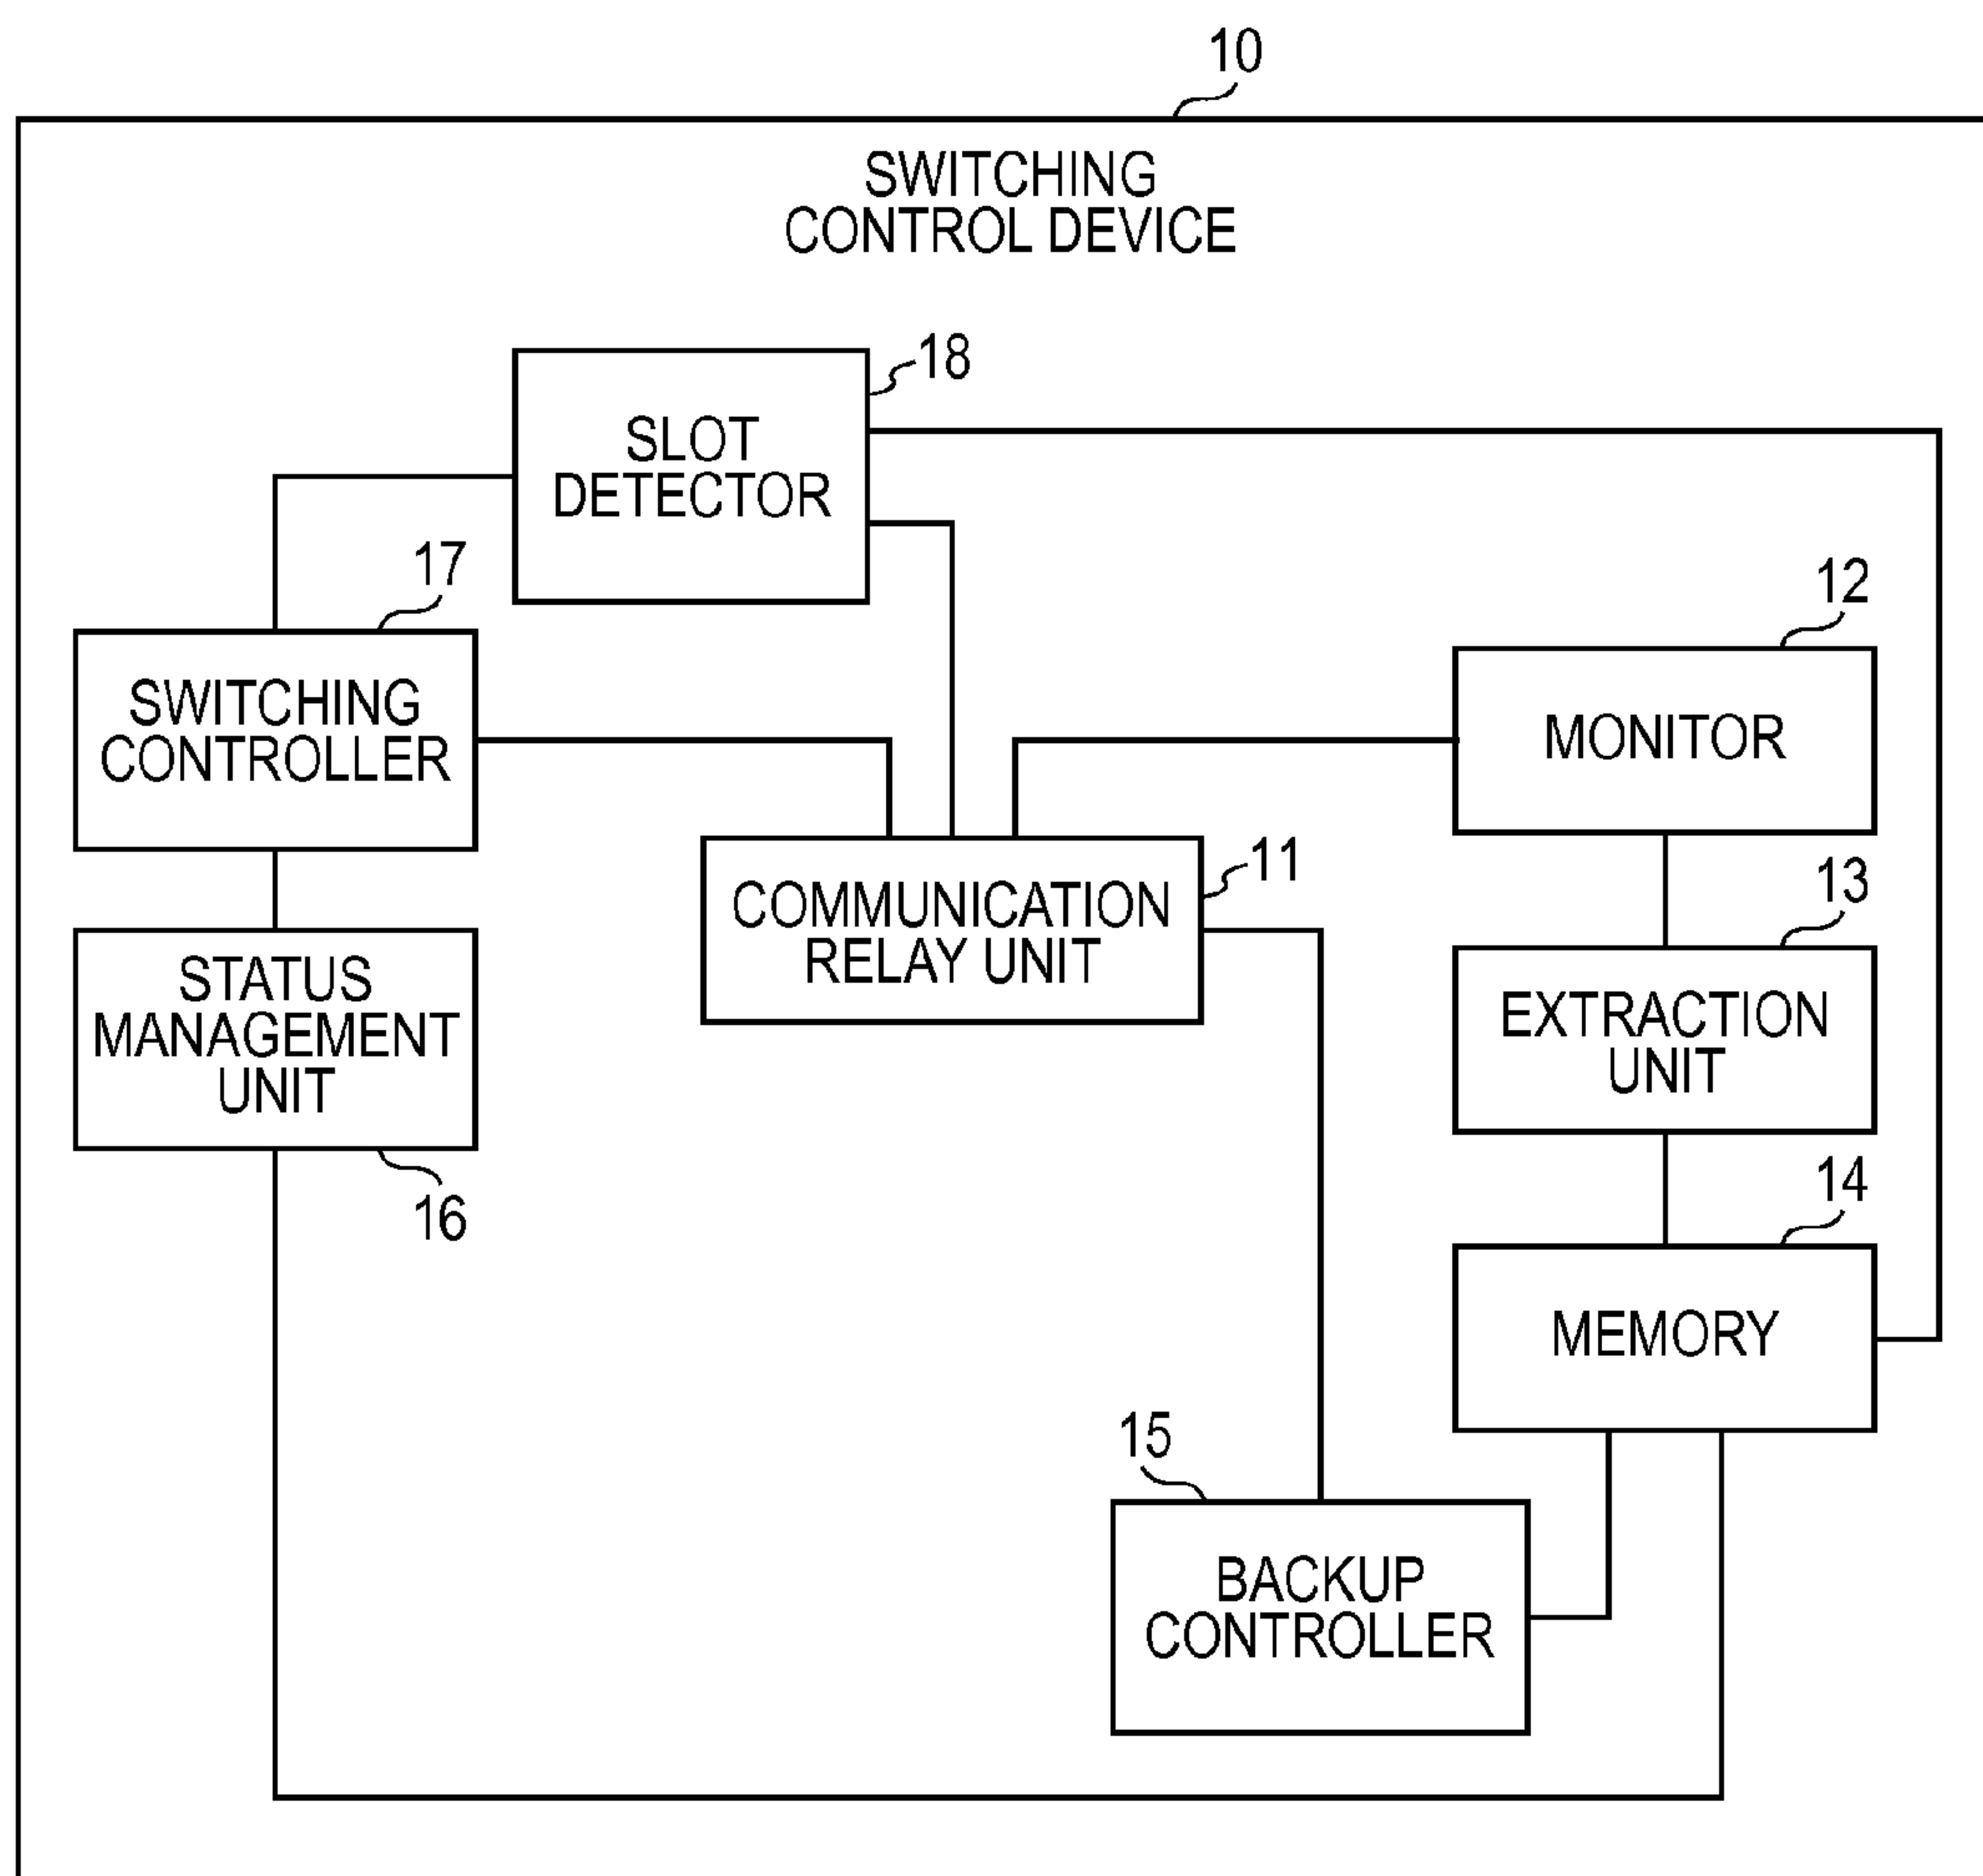 10
SWITCHING
CONTROL DEVICE
18
SLOT
DETECTOR
17
SWITCHING
CONTROLLER
12
MONITOR
11
COMMUNICATION
RELAY UNIT
13
EXTRACTION
UNIT
STATUS
MANAGEMENT
UNIT
16
14
MEMORY
15
BACKUP
CONTROLLER